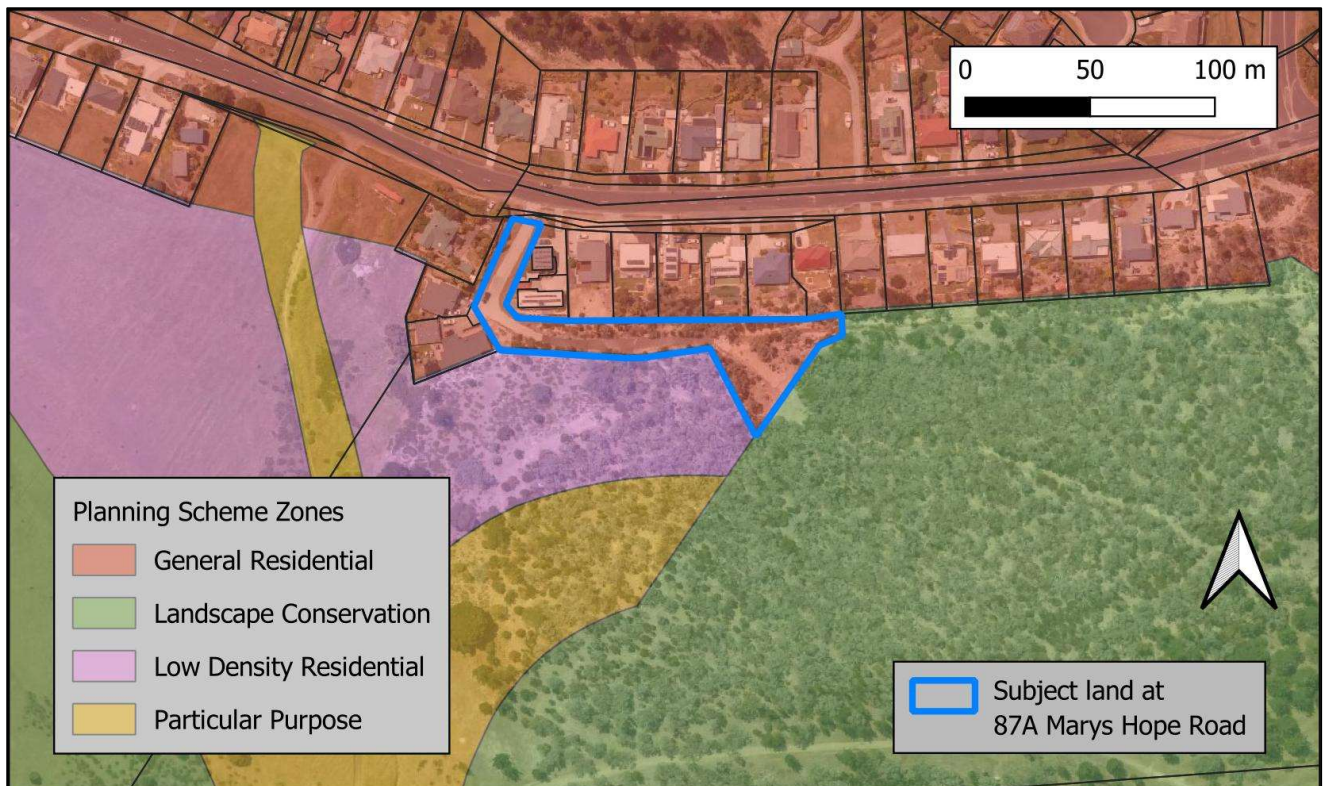 0 50 100 m
Planning Scheme Zones
General Residential
Landscape Conservation
Low Density Residential
Particular Purpose
Subject land at
87A Marys Hope Road